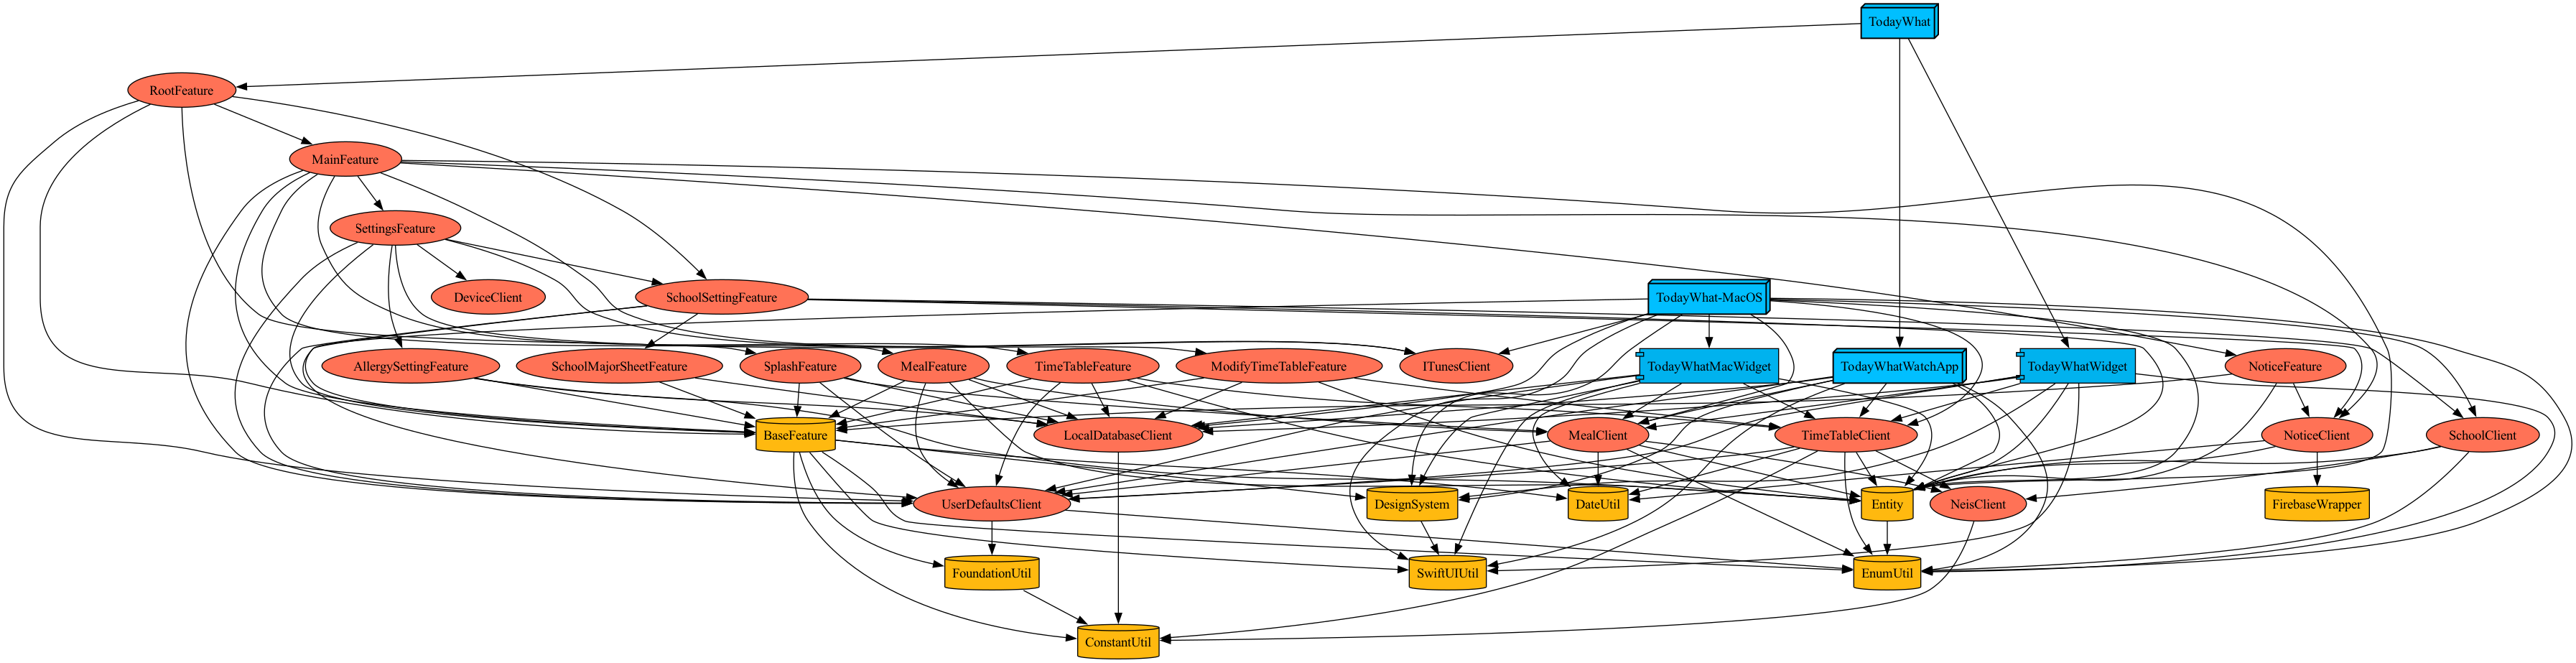 TodayWhat
RootFeature
MainFeature
SettingsFeature
DeviceClient
SchoolSettingFeature
TodayWhat-MacOS
AllergySettingFeature
SchoolMajorSheetFeature
SplashFeature
MealFeature
TimeTableFeature
ModifyTimeTableFeature
ITunesClient
TodayWhatMacWidget
TodayWhatWatchApp
TodayWhatWidget
NoticeFeature
BaseFeature
LocalDatabaseClient
MealClient
TimeTableClient
NoticeClient
SchoolClient
UserDefaultsClient
DesignSystem
DateUtil
Entity
NeisClient
FirebaseWrapper
FoundationUtil
SwiftUIUtil
EnumUtil
ConstantUtil